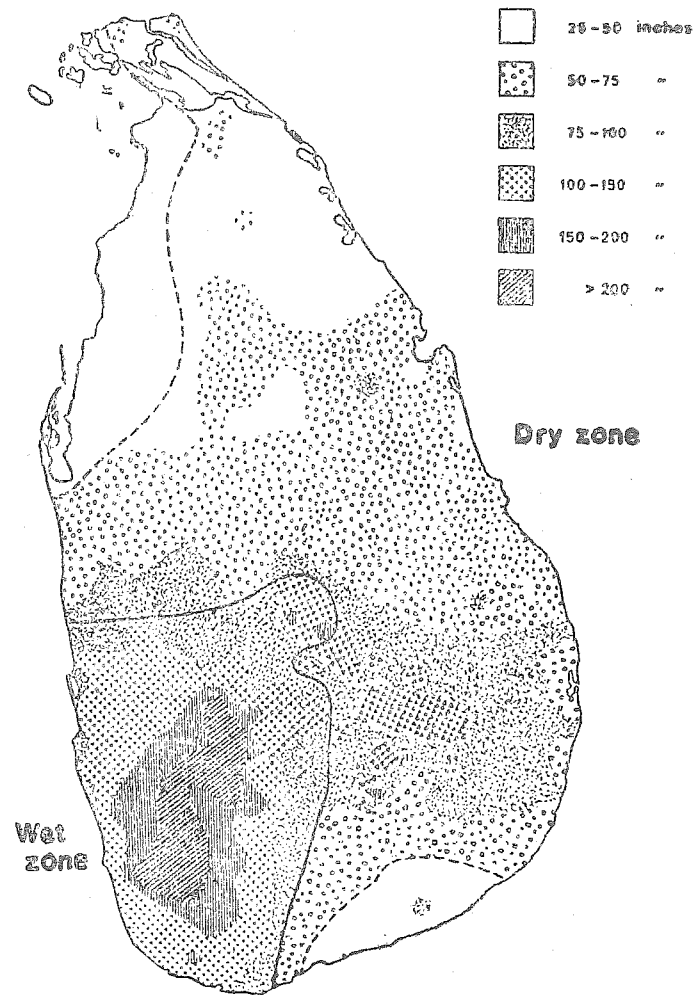 25-50 inches
50-75 "
75-100 "
100-150 "
150-200 "
> 200 "
Dry zone
Wet
zone